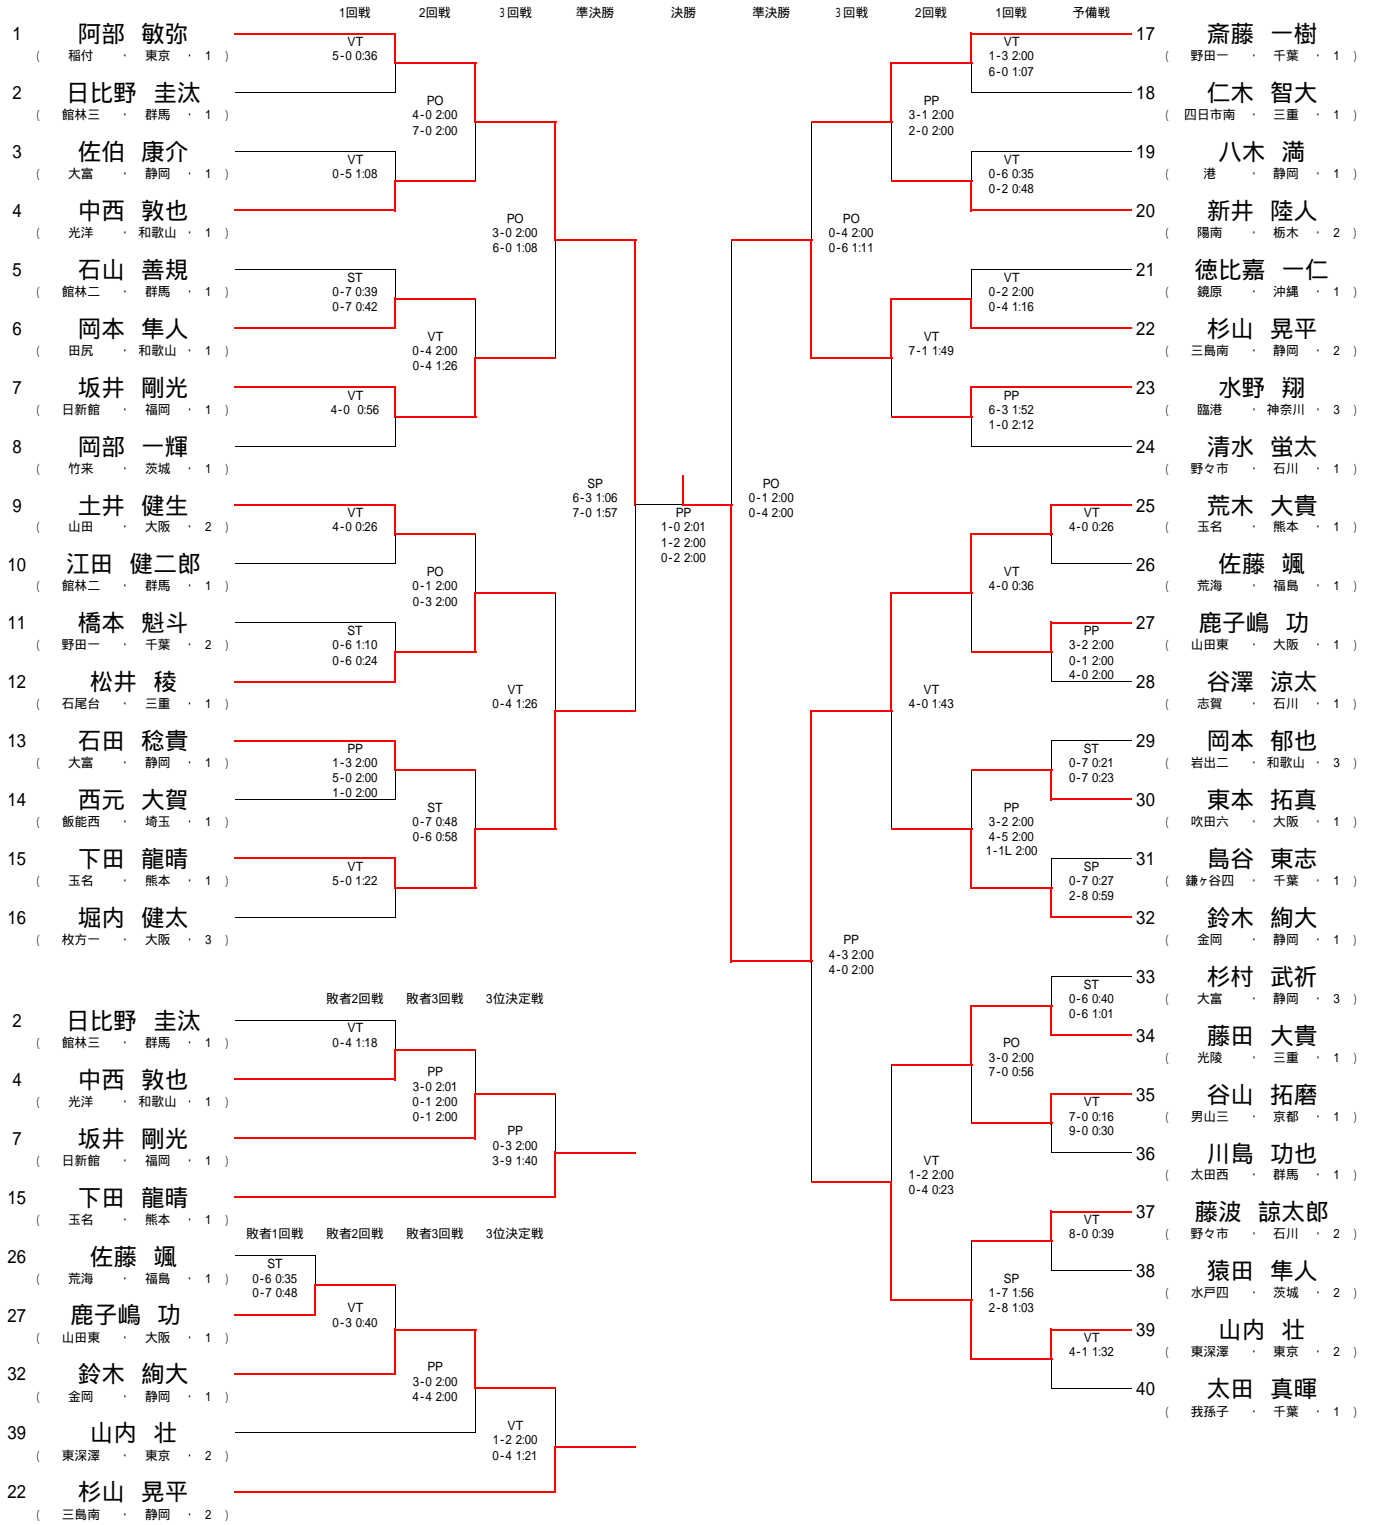 1回戦 2回戦 3回戦 準決勝 決勝 準決勝 3回戦 2回戦 1回戦 予備戦
1 阿部 敏弥
( 稲付 ・ 東京 ・ 1 )
VT
5-0 0:36
2 日比野 圭汰
( 館林三 ・ 群馬 ・ 1 )
PO
4-0 2:00
7-0 2:00
3 佐伯 康介
( 大富 ・ 静岡 ・ 1 )
VT
0-5 1:08
4 中西 敦也
( 光洋 ・ 和歌山 ・ 1 )
PO
3-0 2:00
6-0 1:08
5 石山 善規
( 館林二 ・ 群馬 ・ 1 )
ST
0-7 0:39
0-7 0:42
6 岡本 隼人
( 田尻 ・ 和歌山 ・ 1 )
VT
0-4 2:00
0-4 1:26
7 坂井 剛光
( 日新館 ・ 福岡 ・ 1 )
VT
4-0 0:56
8 岡部 一輝
( 竹来 ・ 茨城 ・ 1 )
SP
6-3 1:06
7-0 1:57
9 土井 健生
( 山田 ・ 大阪 ・ 2 )
VT
4-0 0:26
10 江田 健二郎
( 館林二 ・ 群馬 ・ 1 )
PO
0-1 2:00
0-3 2:00
11 橋本 魁斗
( 野田一 ・ 千葉 ・ 2 )
ST
0-6 1:10
0-6 0:24
12 松井 稜
( 石尾台 ・ 三重 ・ 1 )
VT
0-4 1:26
13 石田 稔貴
( 大富 ・ 静岡 ・ 1 )
PP
1-3 2:00
5-0 2:00
1-0 2:00
14 西元 大賀
( 飯能西 ・ 埼玉 ・ 1 )
ST
0-7 0:48
0-6 0:58
15 下田 龍晴
( 玉名 ・ 熊本 ・ 1 )
VT
5-0 1:22
16 堀内 健太
( 枚方一 ・ 大阪 ・ 3 )
PP
1-0 2:01
1-2 2:00
0-2 2:00
17 斎藤 一樹
( 野田一 ・ 千葉 ・ 1 )
VT
1-3 2:00
6-0 1:07
18 仁木 智大
( 四日市南 ・ 三重 ・ 1 )
PP
3-1 2:00
2-0 2:00
19 八木 満
( 港 ・ 静岡 ・ 1 )
VT
0-6 0:35
0-2 0:48
20 新井 陸人
( 陽南 ・ 栃木 ・ 2 )
PO
0-4 2:00
0-6 1:11
21 徳比嘉 一仁
( 鏡原 ・ 沖縄 ・ 1 )
VT
0-2 2:00
0-4 1:16
22 杉山 晃平
( 三島南 ・ 静岡 ・ 2 )
VT
7-1 1:49
23 水野 翔
( 臨港 ・ 神奈川 ・ 3 )
PP
6-3 1:52
1-0 2:12
24 清水 蛍太
( 野々市 ・ 石川 ・ 1 )
PO
0-1 2:00
0-4 2:00
25 荒木 大貴
( 玉名 ・ 熊本 ・ 1 )
VT
4-0 0:26
26 佐藤 颯
( 荒海 ・ 福島 ・ 1 )
VT
4-0 0:36
27 鹿子嶋 功
( 山田東 ・ 大阪 ・ 1 )
PP
3-2 2:00
0-1 2:00
4-0 2:00
28 谷澤 涼太
( 志賀 ・ 石川 ・ 1 )
VT
4-0 1:43
29 岡本 郁也
( 岩出二 ・ 和歌山 ・ 3 )
ST
0-7 0:21
0-7 0:23
30 東本 拓真
( 吹田六 ・ 大阪 ・ 1 )
PP
3-2 2:00
4-5 2:00
1-1L 2:00
31 島谷 東志
( 鎌ヶ谷四 ・ 千葉 ・ 1 )
SP
0-7 0:27
2-8 0:59
32 鈴木 絢大
( 金岡 ・ 静岡 ・ 1 )
PP
4-3 2:00
4-0 2:00
33 杉村 武祈
( 大富 ・ 静岡 ・ 3 )
ST
0-6 0:40
0-6 1:01
34 藤田 大貴
( 光陵 ・ 三重 ・ 1 )
PO
3-0 2:00
7-0 0:56
35 谷山 拓磨
( 男山三 ・ 京都 ・ 1 )
VT
7-0 0:16
9-0 0:30
36 川島 功也
( 太田西 ・ 群馬 ・ 1 )
VT
1-2 2:00
0-4 0:23
37 藤波 諒太郎
( 野々市 ・ 石川 ・ 2 )
VT
8-0 0:39
38 猿田 隼人
( 水戸四 ・ 茨城 ・ 2 )
SP
1-7 1:56
2-8 1:03
39 山内 壮
( 東深澤 ・ 東京 ・ 2 )
VT
4-1 1:32
40 太田 真暉
( 我孫子 ・ 千葉 ・ 1 )
敗者2回戦 敗者3回戦 3位決定戦
2 日比野 圭汰
( 館林三 ・ 群馬 ・ 1 )
VT
0-4 1:18
4 中西 敦也
( 光洋 ・ 和歌山 ・ 1 )
PP
3-0 2:01
0-1 2:00
0-1 2:00
7 坂井 剛光
( 日新館 ・ 福岡 ・ 1 )
PP
0-3 2:00
3-9 1:40
15 下田 龍晴
( 玉名 ・ 熊本 ・ 1 )
敗者1回戦 敗者2回戦 敗者3回戦 3位決定戦
26 佐藤 颯
( 荒海 ・ 福島 ・ 1 )
ST
0-6 0:35
0-7 0:48
27 鹿子嶋 功
( 山田東 ・ 大阪 ・ 1 )
VT
0-3 0:40
32 鈴木 絢大
( 金岡 ・ 静岡 ・ 1 )
PP
3-0 2:00
4-4 2:00
39 山内 壮
( 東深澤 ・ 東京 ・ 2 )
VT
1-2 2:00
0-4 1:21
22 杉山 晃平
( 三島南 ・ 静岡 ・ 2 )